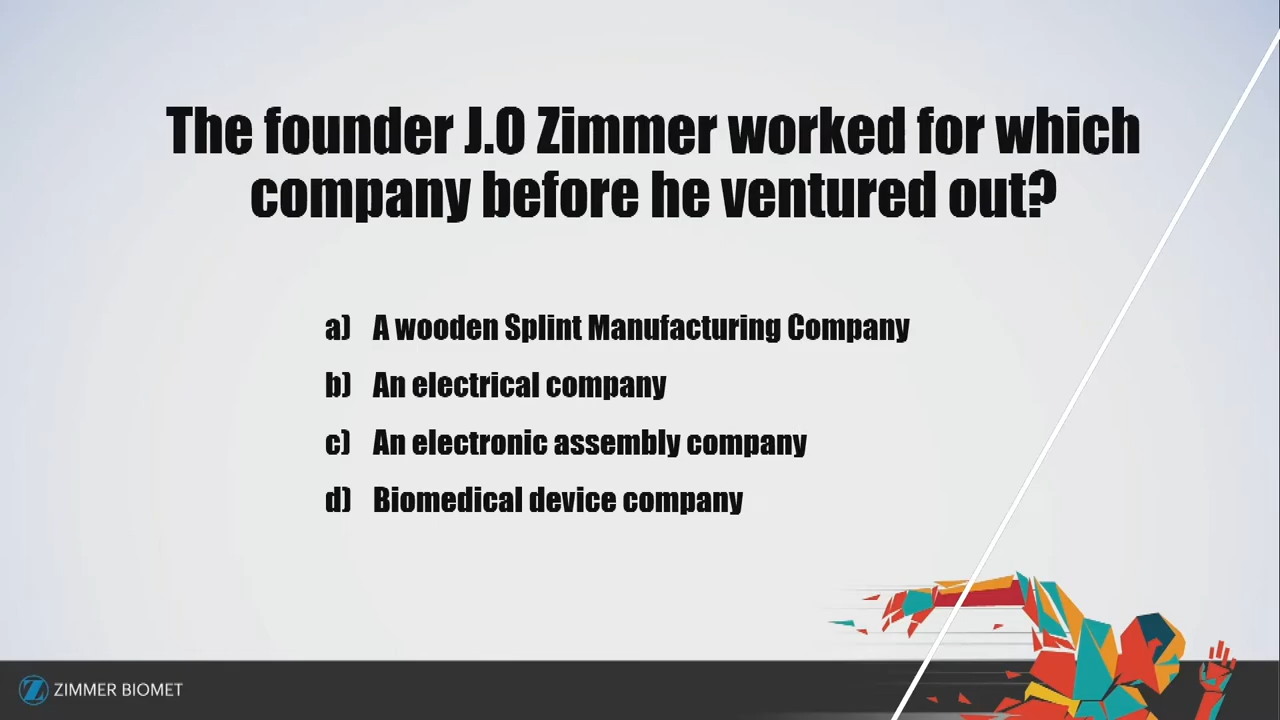 The founder J.O Zimmer worked for which
company before he ventured out?
a) A wooden Splint Manufacturing Company
b) An electrical company
c) An electronic assembly company
d) Biomedical device company
ZIMMER BIOMET